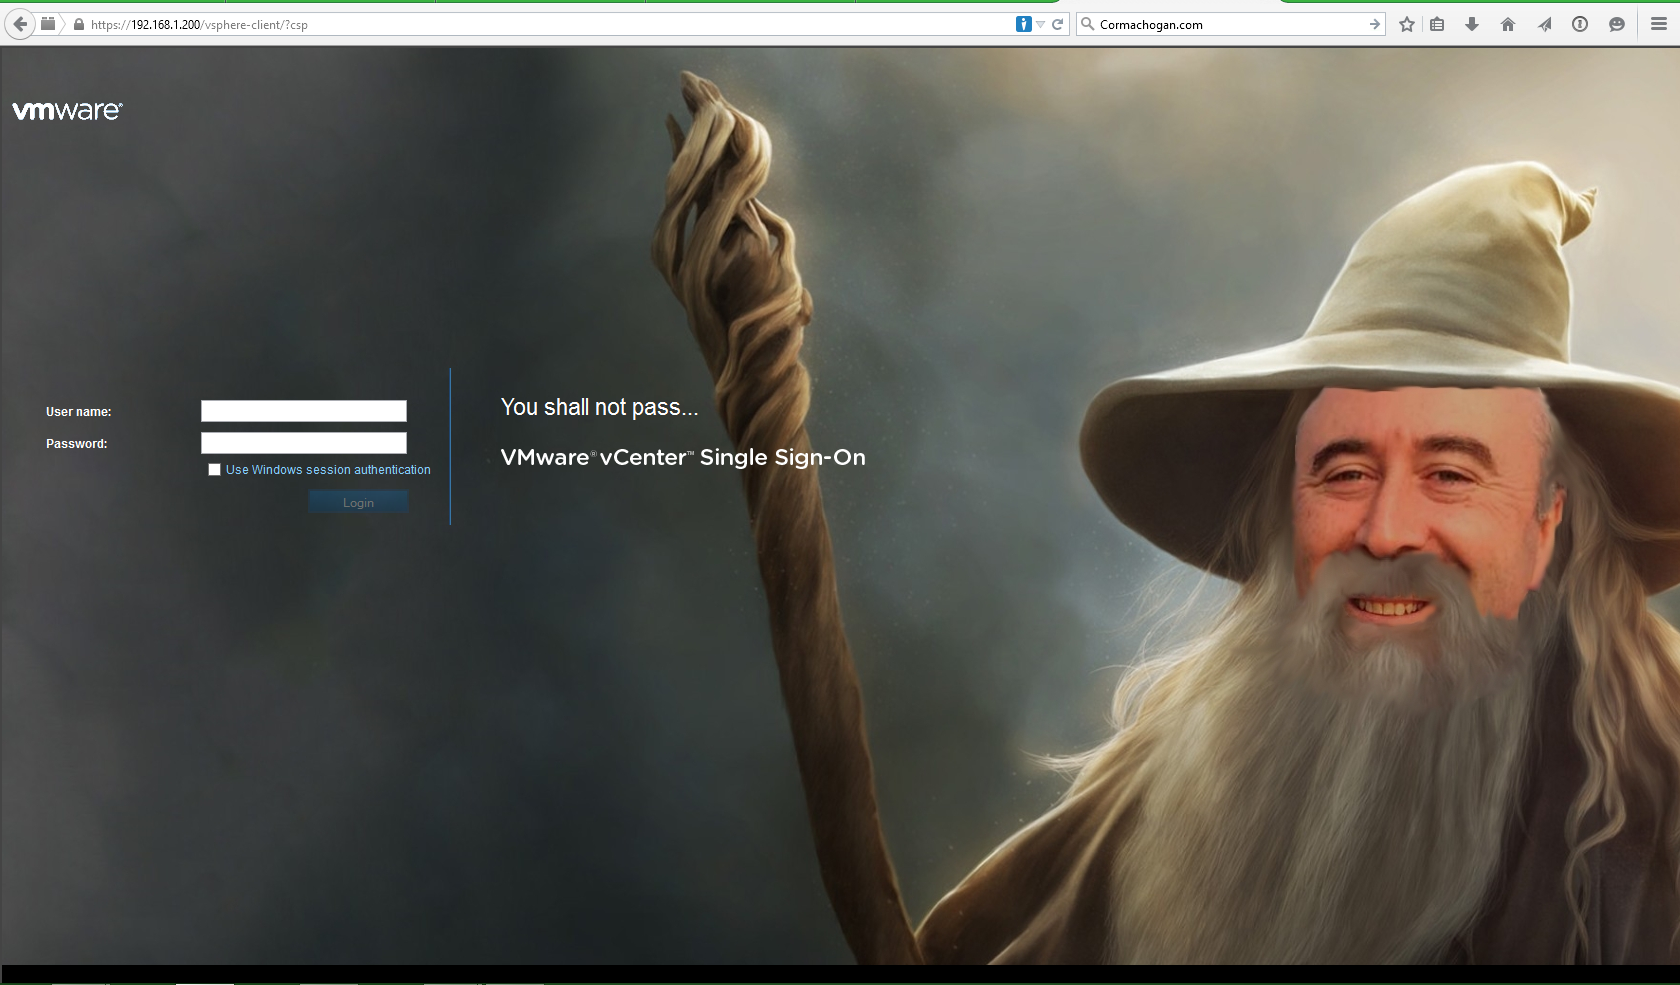 https://192.168.1.200/vsphere-client/?csp
Cormachogan.com
vmware®
User name:
Password:
Use Windows session authentication
Login
You shall not pass...
VMware® vCenter™ Single Sign-On